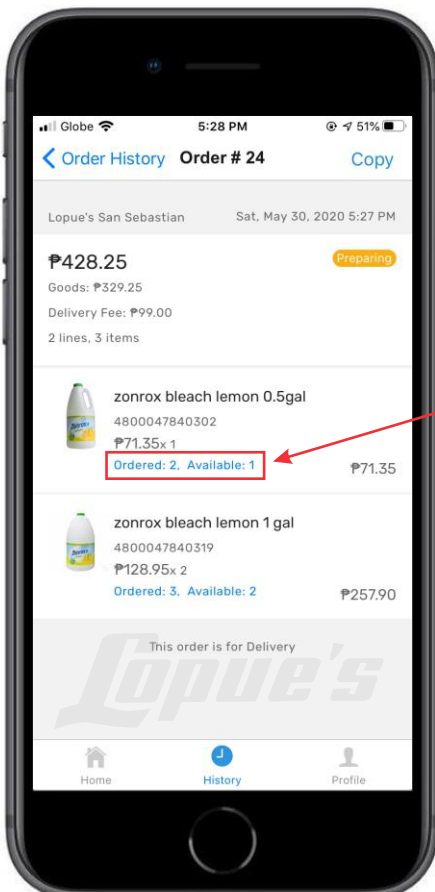 Globe 5:28 PM 51%
Order History Order # 24 Copy
Lopue's San Sebastian Sat, May 30, 2020 5:27 PM
₱428.25 Preparing
Goods: ₱329.25
Delivery Fee: ₱99.00
2 lines, 3 items
zonrox bleach lemon 0.5gal
4800047840302
₱71.35x 1
Ordered: 2, Available: 1 ₱71.35
zonrox bleach lemon 1 gal
4800047840319
₱128.95x 2
Ordered: 3, Available: 2 ₱257.90
This order is for Delivery
Lopue's
Home History Profile